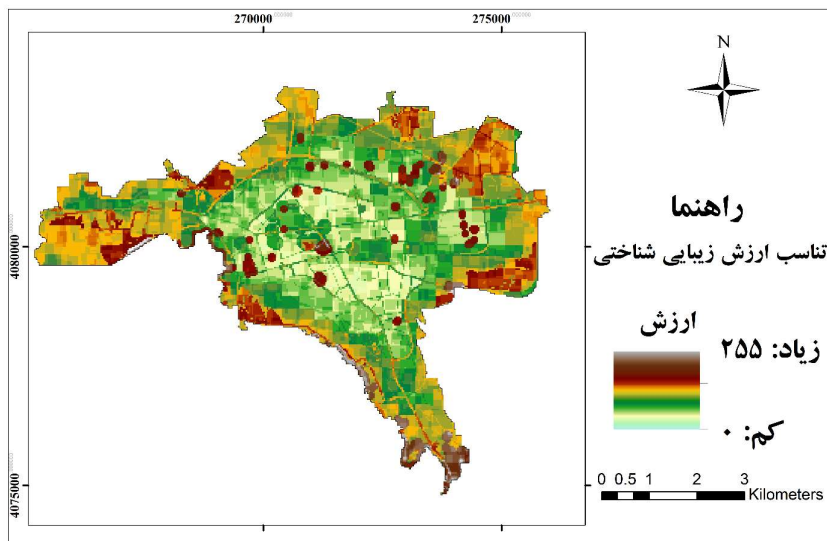 270000
275000
4080000
4075000
N
راهنما
تناسب ارزش زیبایی شناختی
ارزش
زیاد: ۲۵۵
کم: ۰
0 0.5 1 2 3
Kilometers